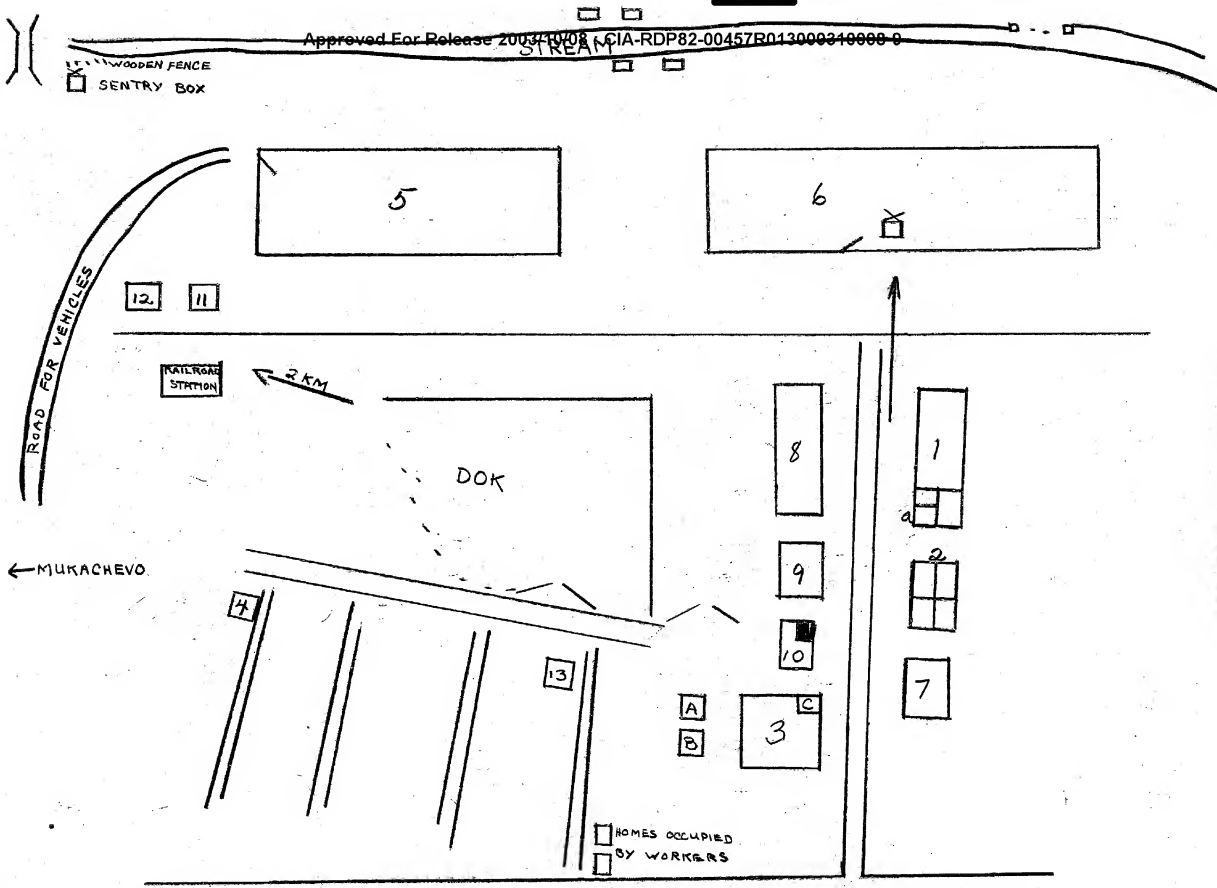 Approved For Release 2003/10/08 : CIA-RDP82-00457R013000310008-9
STREAM
WOODEN FENCE
SENTRY BOX
5
6
ROAD FOR VEHICLES
12
11
RAILROAD
STATION
2 KM
8
1
DOK
a
←MUKACHEVO
9
2
4
10
13
7
A
C
B
3
HOMES OCCUPIED
BY WORKERS